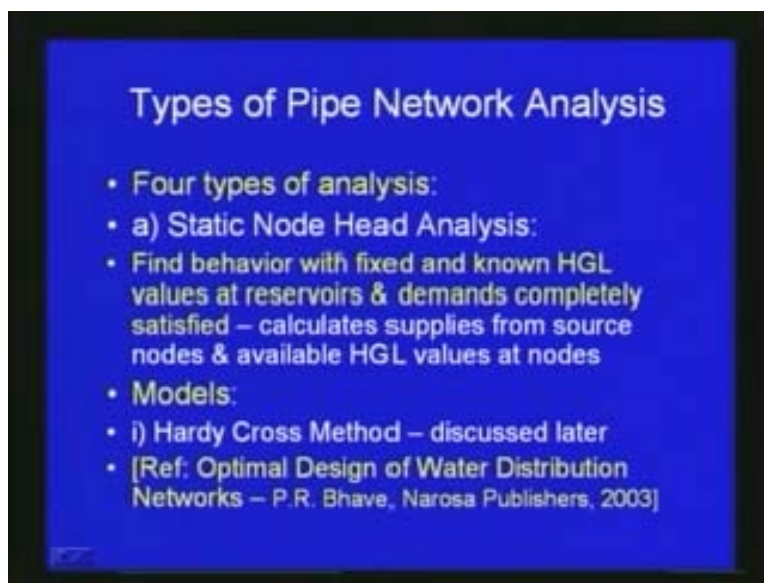 Types of Pipe Network Analysis
• Four types of analysis:
• a) Static Node Head Analysis:
• Find behavior with fixed and known HGL
values at reservoirs & demands completely
satisfied – calculates supplies from source
nodes & available HGL values at nodes
• Models:
• i) Hardy Cross Method – discussed later
• [Ref: Optimal Design of Water Distribution
Networks – P.R. Bhave, Narosa Publishers, 2003]